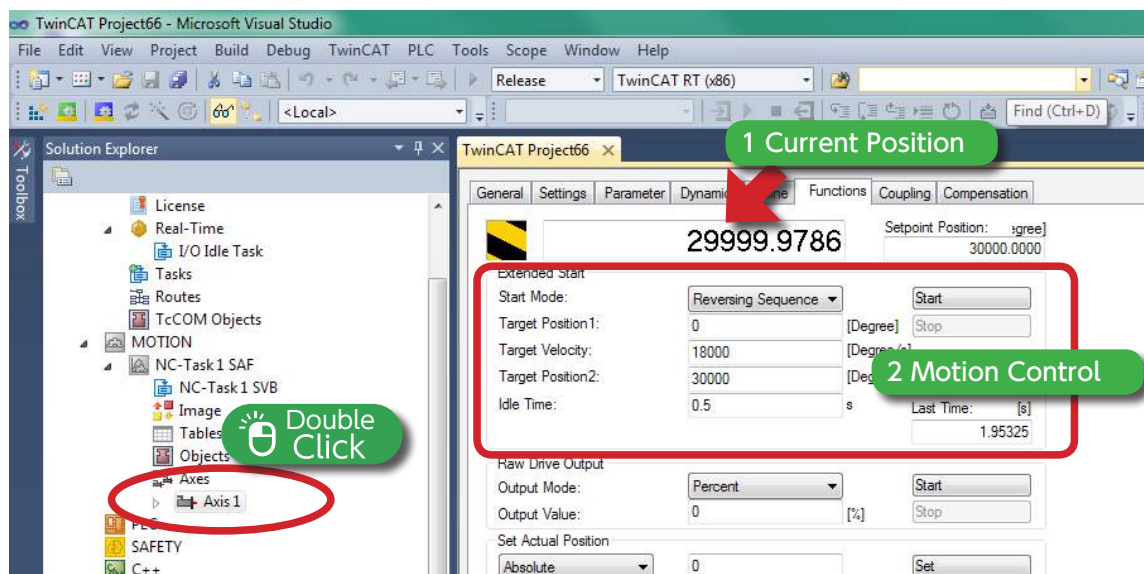 TwinCAT Project66 - Microsoft Visual Studio
File Edit View Project Build Debug TwinCAT PLC Tools Scope Window Help
Release TwinCAT RT (x86)
<Local> Find (Ctrl+D)
Toolbox
Solution Explorer
License
Real-Time
I/O Idle Task
Tasks
Routes
TcCOM Objects
MOTION
NC-Task 1 SAF
NC-Task 1 SVB
Image
Tables
Objects
Axes
Axis 1
SAFETY
C++
Double
Click
TwinCAT Project66
1 Current Position
General Settings Parameter Functions Coupling Compensation
29999.9786
Setpoint Position:
30000.0000
Extended Start
Start Mode: Reversing Sequence Start
Target Position1: 0 [Degree] Stop
Target Velocity: 18000
Target Position2: 30000
2 Motion Control
Idle Time: 0.5 s Last Time: [s]
1.95325
Raw Drive Output
Output Mode: Percent Start
Output Value: 0 [%] Stop
Set Actual Position
Absolute 0 Set